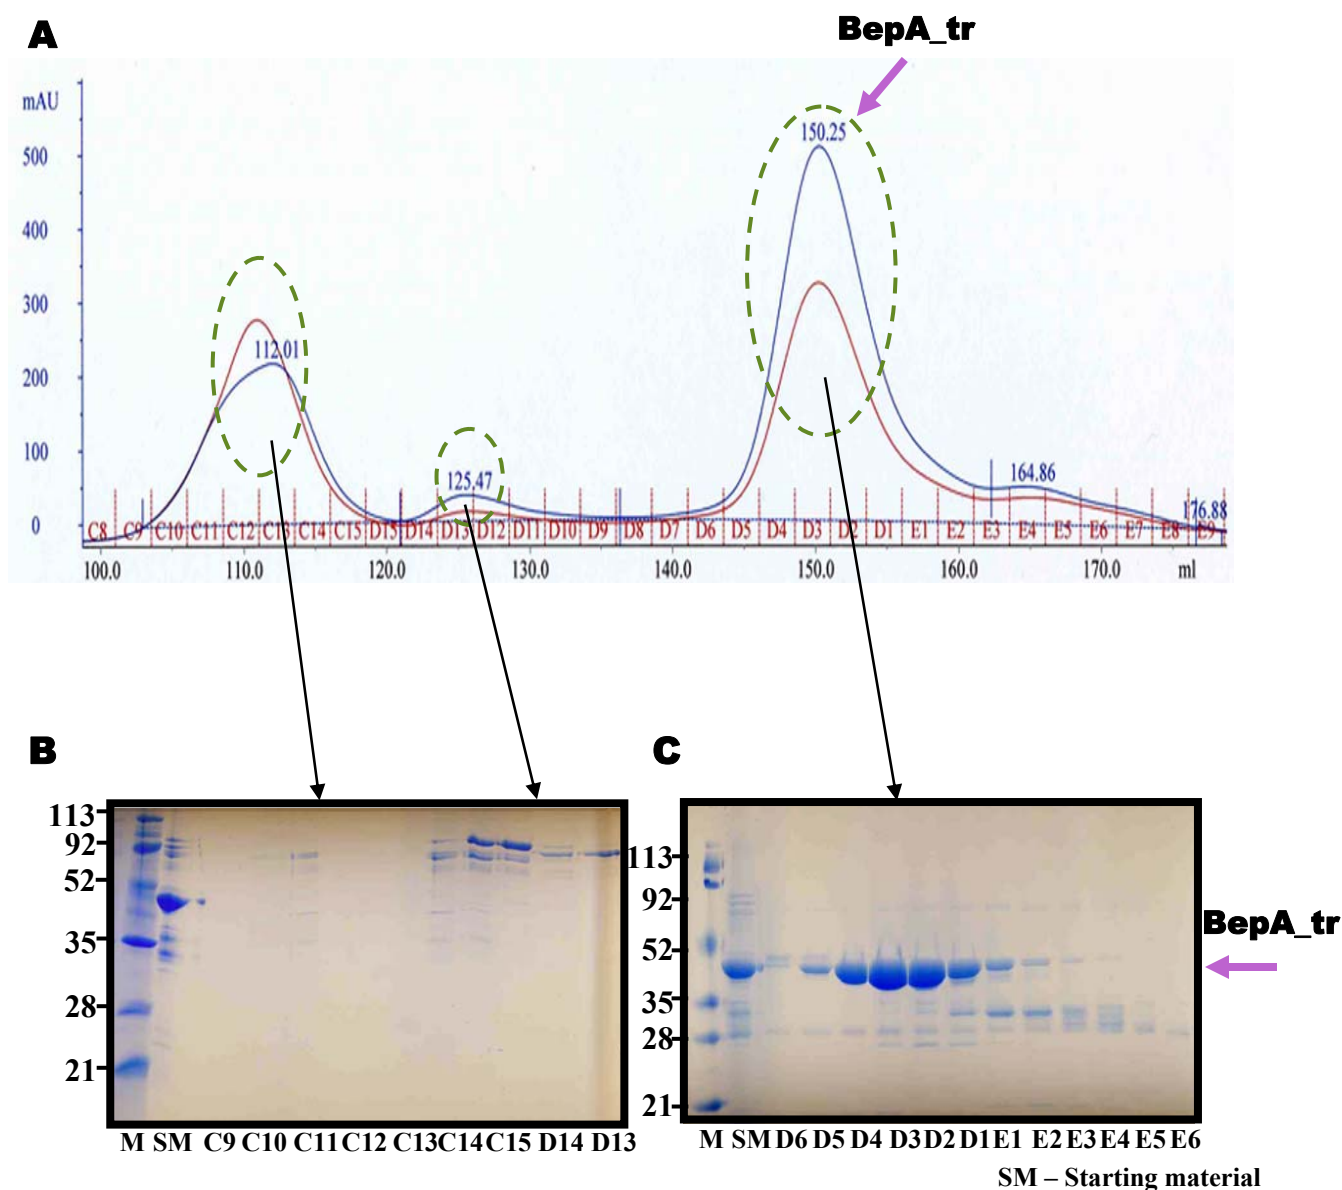 A
BepA_tr
mAU
500
400
300
200
100
0
150.25
112.01
125.47
164.86
176.88
C8 C9 C10 C11 C12 C13 C14 C15 D15 D14 D13 D12 D11 D10 D9 D8 D7 D6 D5 D4 D3 D2 D1 E1 E2 E3 E4 E5 E6 E7 E8 E9
100.0 110.0 120.0 130.0 140.0 150.0 160.0 170.0 ml
B
113
92
52
35
28
21
M SM C9 C10 C11 C12 C13 C14 C15 D14 D13
C
113
92
52
35
28
21
BepA_tr
M SM D6 D5 D4 D3 D2 D1 E1 E2 E3 E4 E5 E6
SM – Starting material